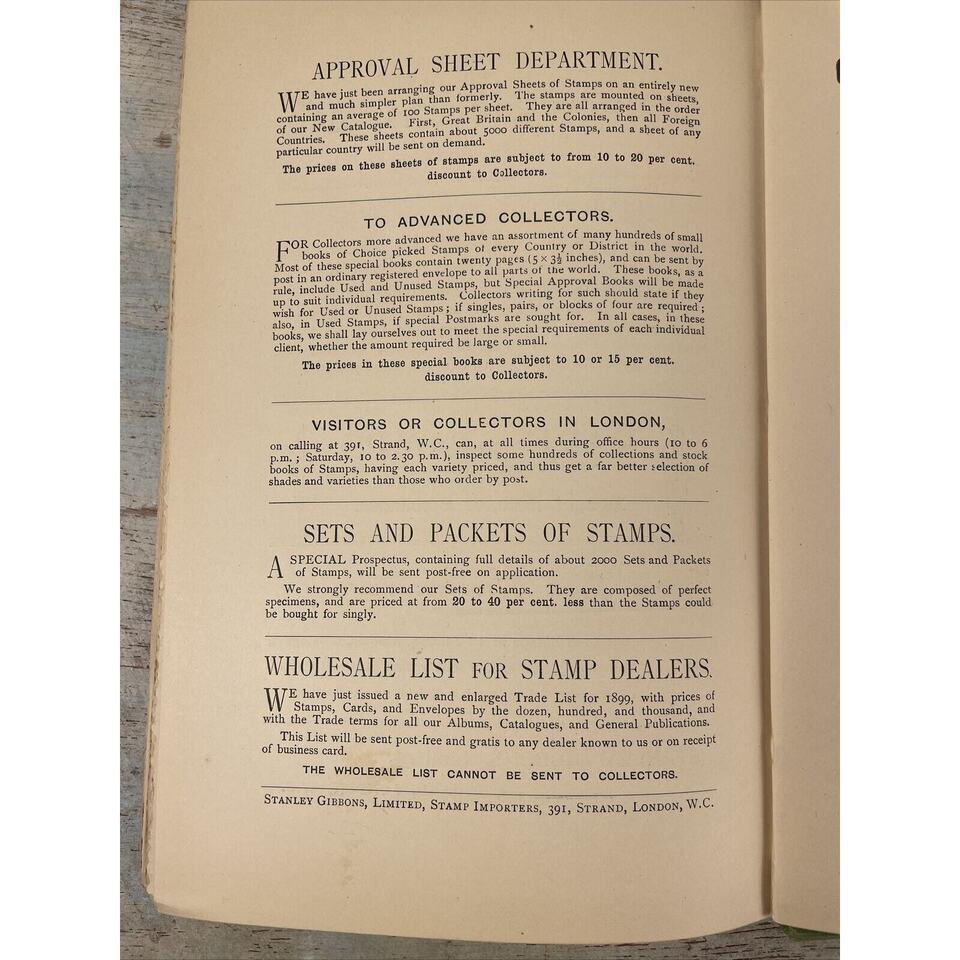 APPROVAL SHEET DEPARTMENT.
WE have just been arranging our Approval Sheets of Stamps on an entirely new
and much simpler plan than formerly. The stamps are mounted on sheets,
containing an average of 100 Stamps per sheet. They are all arranged in the order
of our New Catalogue. First, Great Britain and the Colonies, then all Foreign
Countries. These sheets contain about 5000 different Stamps, and a sheet of any
particular country will be sent on demand.
The prices on these sheets of stamps are subject to from 10 to 20 per cent.
discount to Collectors.
TO ADVANCED COLLECTORS.
FOR Collectors more advanced we have an assortment of many hundreds of small
books of Choice picked Stamps of every Country or District in the world.
Most of these special books contain twenty pages (5 × 3½ inches), and can be sent by
post in an ordinary registered envelope to all parts of the world. These books, as a
rule, include Used and Unused Stamps, but Special Approval Books will be made
up to suit individual requirements. Collectors writing for such should state if they
wish for Used or Unused Stamps; if singles, pairs, or blocks of four are required;
also, in Used Stamps, if special Postmarks are sought for. In all cases, in these
books, we shall lay ourselves out to meet the special requirements of each individual
client, whether the amount required be large or small.
The prices in these special books are subject to 10 or 15 per cent.
discount to Collectors.
VISITORS OR COLLECTORS IN LONDON,
on calling at 391, Strand, W.C., can, at all times during office hours (10 to 6
p.m.; Saturday, 10 to 2.30 p.m.), inspect some hundreds of collections and stock
books of Stamps, having each variety priced, and thus get a far better selection of
shades and varieties than those who order by post.
SETS AND PACKETS OF STAMPS.
A SPECIAL Prospectus, containing full details of about 2000 Sets and Packets
of Stamps, will be sent post-free on application.
We strongly recommend our Sets of Stamps. They are composed of perfect
specimens, and are priced at from 20 to 40 per cent. less than the Stamps could
be bought for singly.
WHOLESALE LIST FOR STAMP DEALERS.
WE have just issued a new and enlarged Trade List for 1899, with prices of
Stamps, Cards, and Envelopes by the dozen, hundred, and thousand, and
with the Trade terms for all our Albums, Catalogues, and General Publications.
This List will be sent post-free and gratis to any dealer known to us or on receipt
of business card.
THE WHOLESALE LIST CANNOT BE SENT TO COLLECTORS.
STANLEY GIBBONS, LIMITED, STAMP IMPORTERS, 391, STRAND, LONDON, W.C.